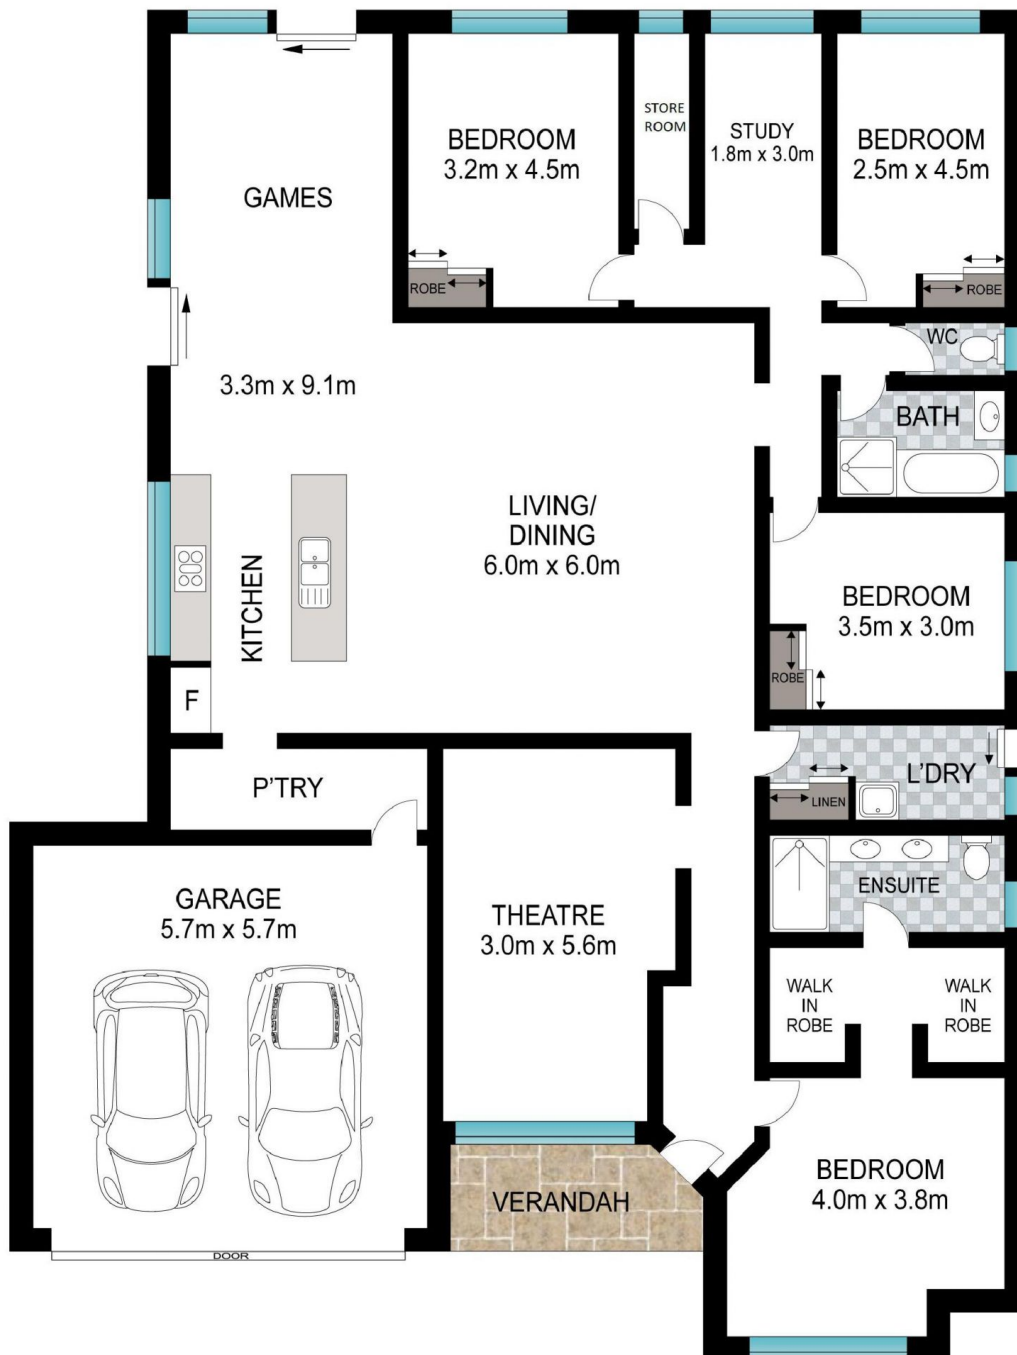 STORE
ROOM
BEDROOM
3.2m x 4.5m
STUDY
1.8m x 3.0m
BEDROOM
2.5m x 4.5m
GAMES
ROBE
ROBE
WC
3.3m x 9.1m
BATH
LIVING/
DINING
6.0m x 6.0m
KITCHEN
BEDROOM
3.5m x 3.0m
ROBE
F
P'TRY
L'DRY
LINEN
GARAGE
5.7m x 5.7m
THEATRE
3.0m x 5.6m
ENSUITE
WALK
IN
ROBE
WALK
IN
ROBE
BEDROOM
4.0m x 3.8m
VERANDAH
DOOR